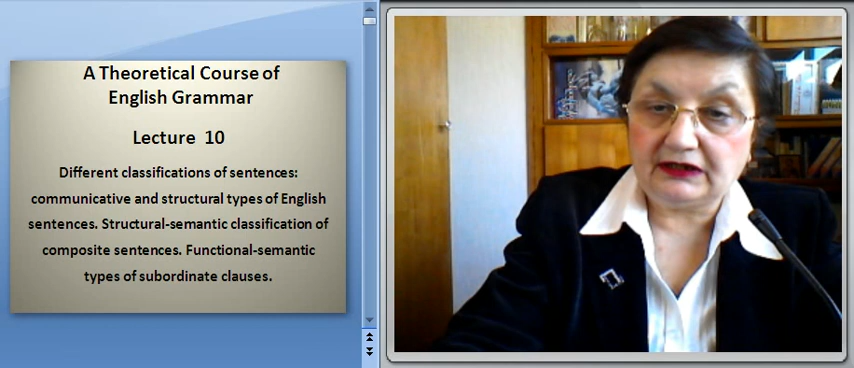 A Theoretical Course of
English Grammar
Lecture 10
Different classifications of sentences:
communicative and structural types of English
sentences. Structural-semantic classification of
composite sentences. Functional-semantic
types of subordinate clauses.